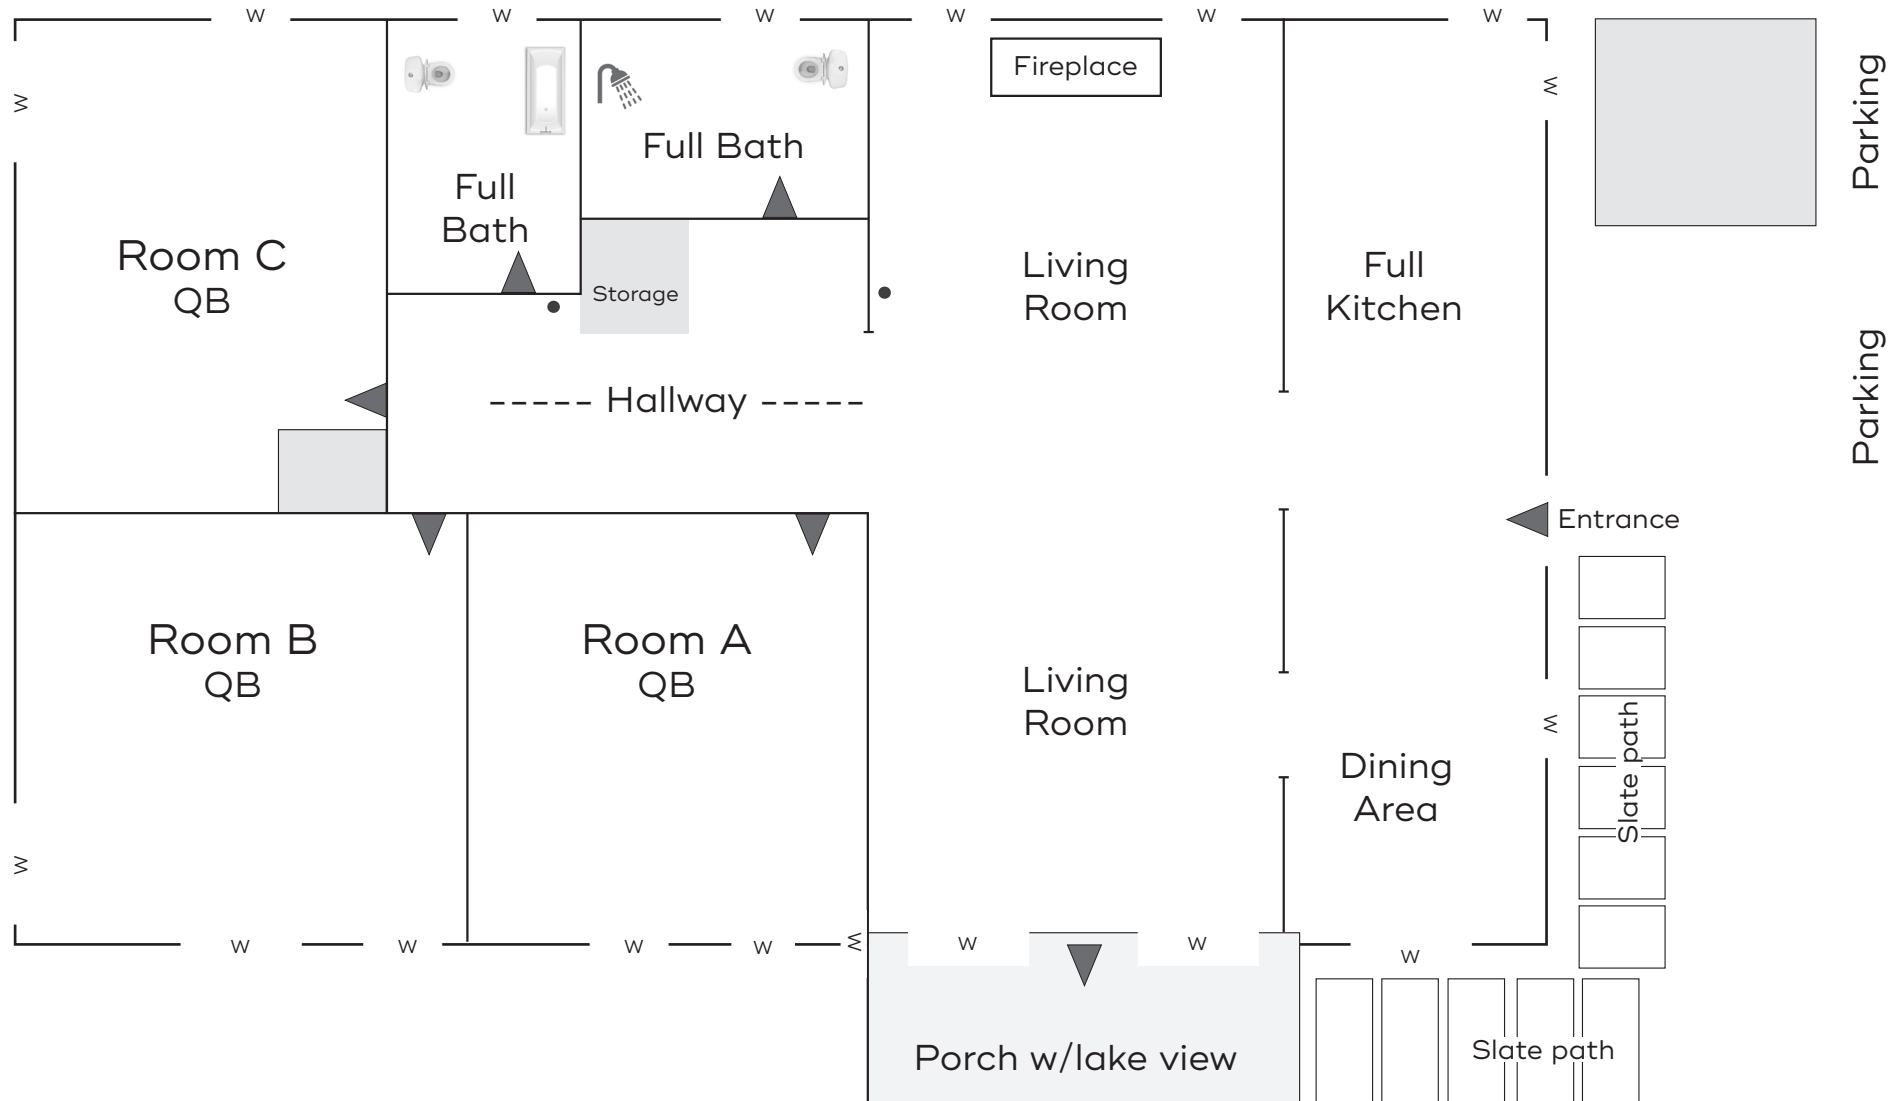 W
W
W
W
W
W
W
W
Fireplace
Parking
Full Bath
Full
Bath
Room C
QB
Storage
Living
Room
Full
Kitchen
Parking
----- Hallway -----
Entrance
Room B
QB
Room A
QB
Living
Room
W
Dining
Area
Slate path
W
W
W
W
W
W
W
W
W
Porch w/lake view
Slate path